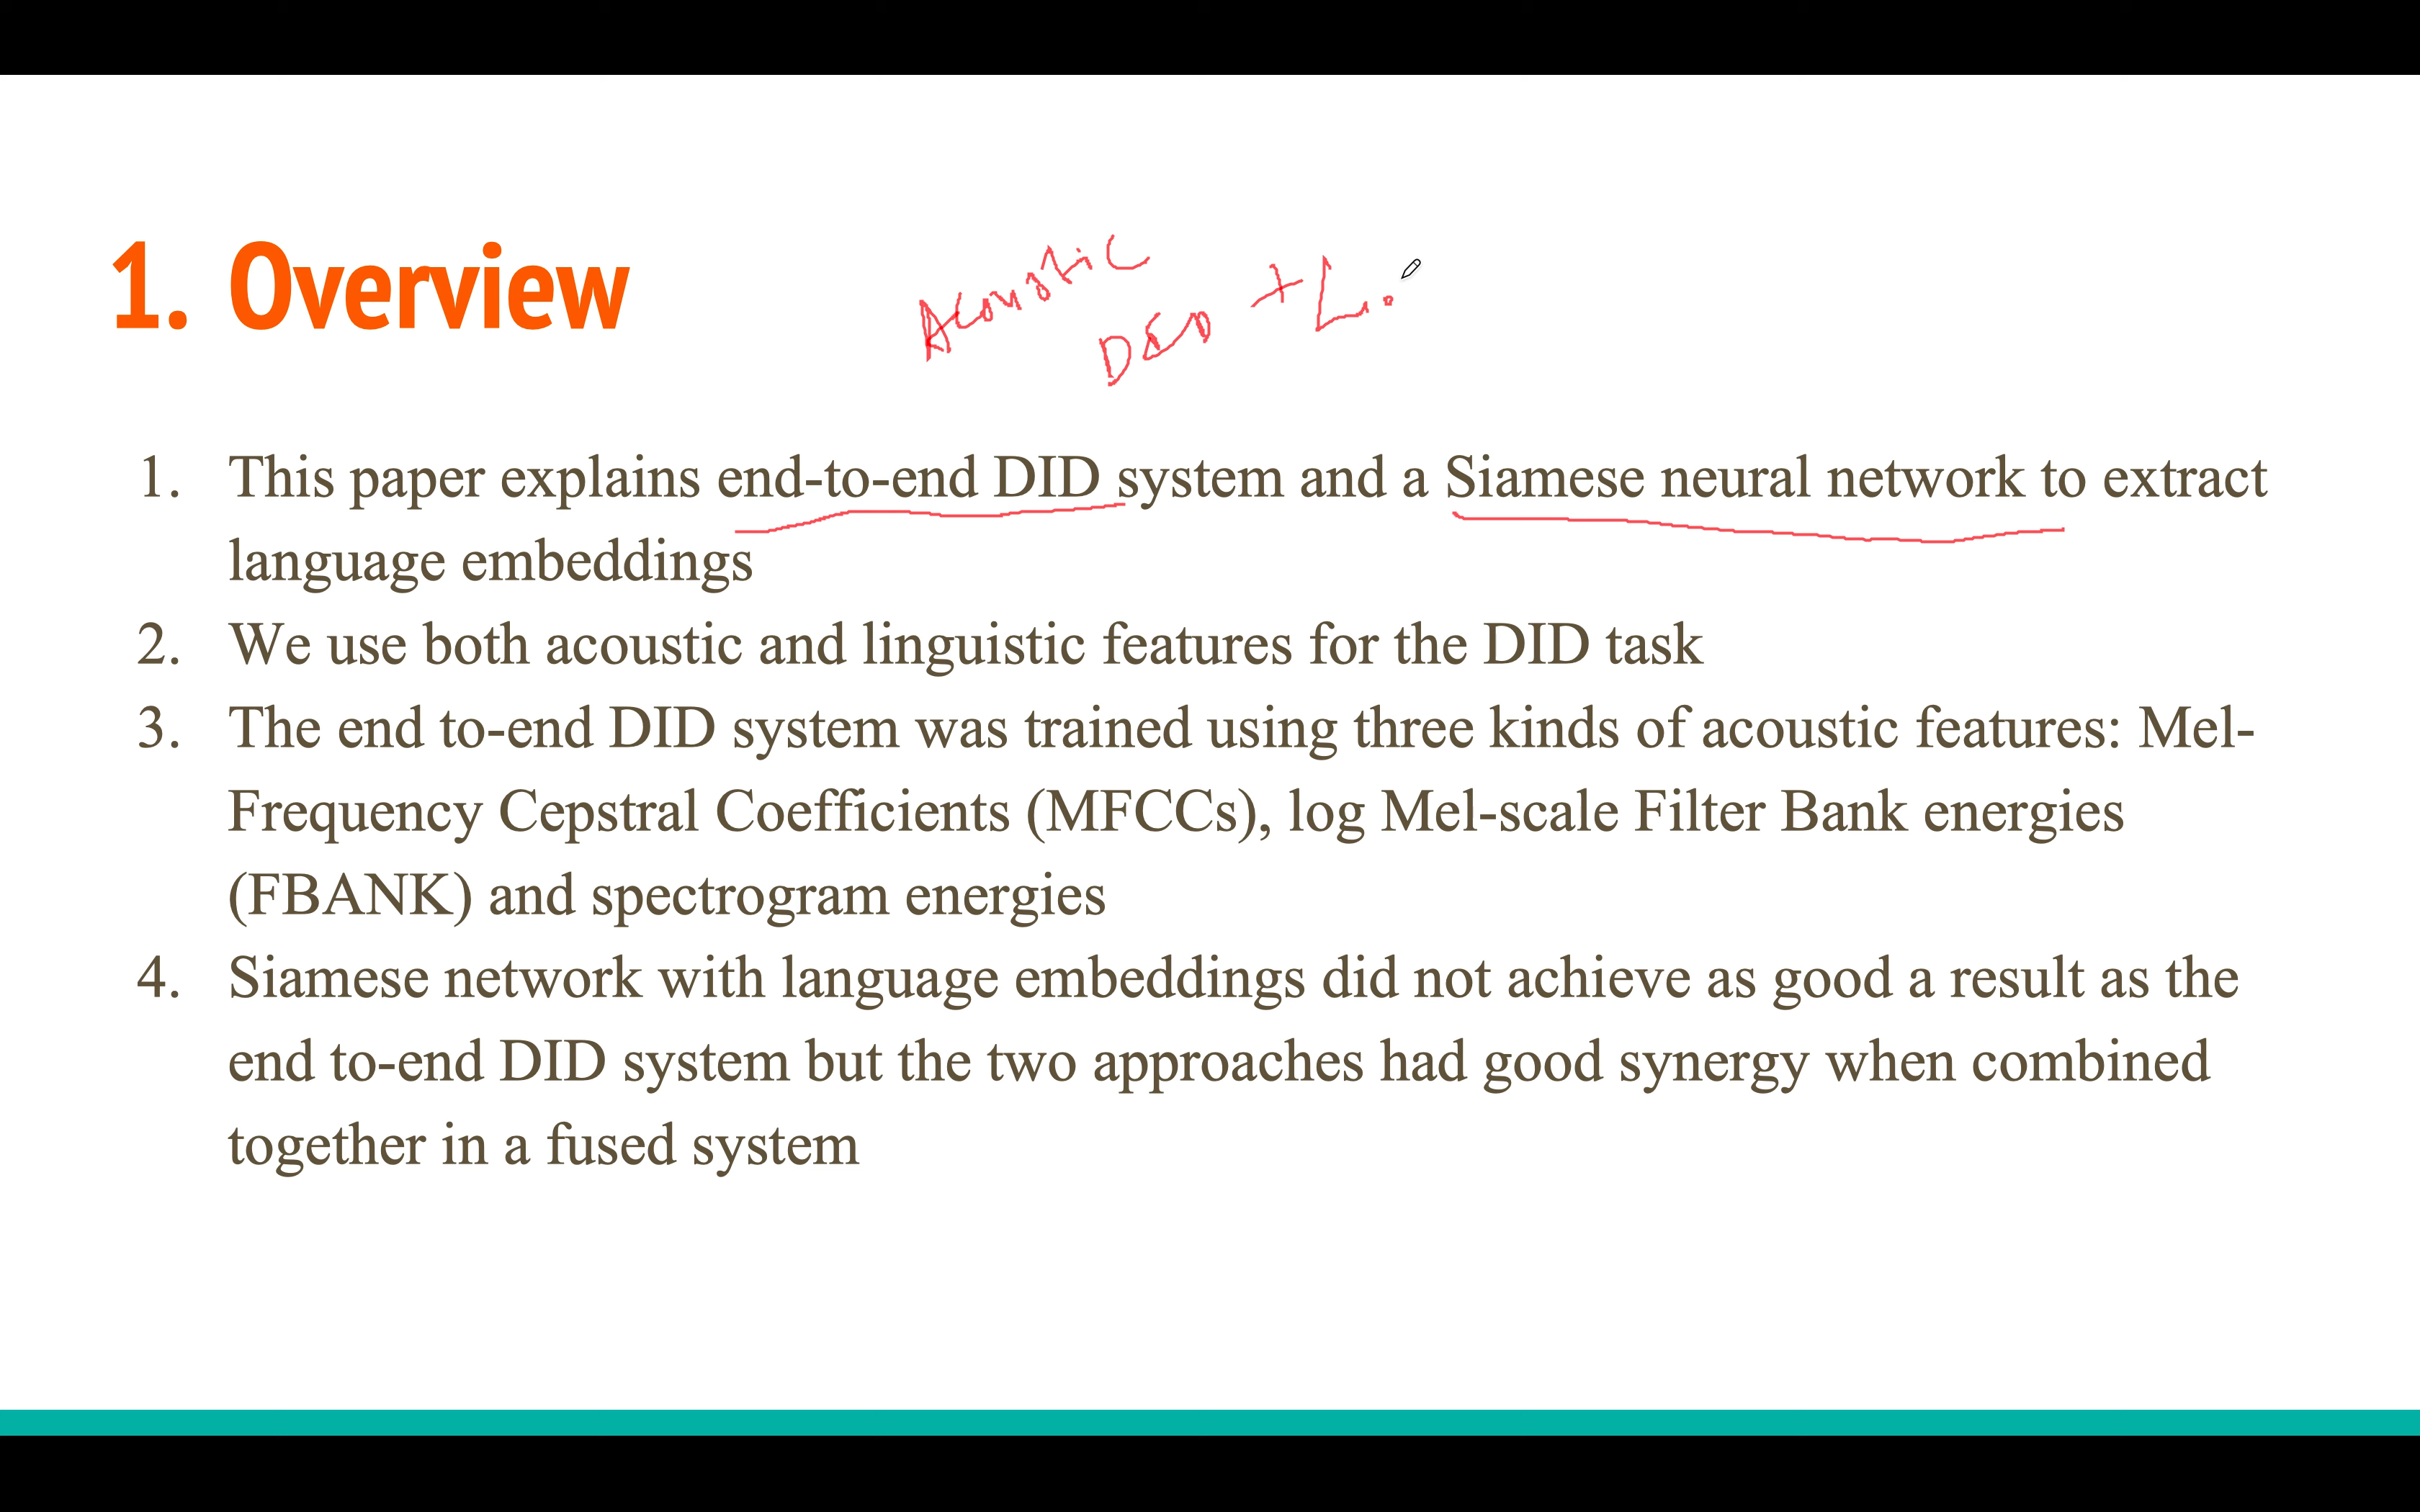 1. Overview
Acoustic
+ L.
1. This paper explains end-to-end DID system and a Siamese neural network to extract
language embeddings
2. We use both acoustic and linguistic features for the DID task
3. The end to-end DID system was trained using three kinds of acoustic features: Mel-
Frequency Cepstral Coefficients (MFCCs), log Mel-scale Filter Bank energies
(FBANK) and spectrogram energies
4. Siamese network with language embeddings did not achieve as good a result as the
end to-end DID system but the two approaches had good synergy when combined
together in a fused system